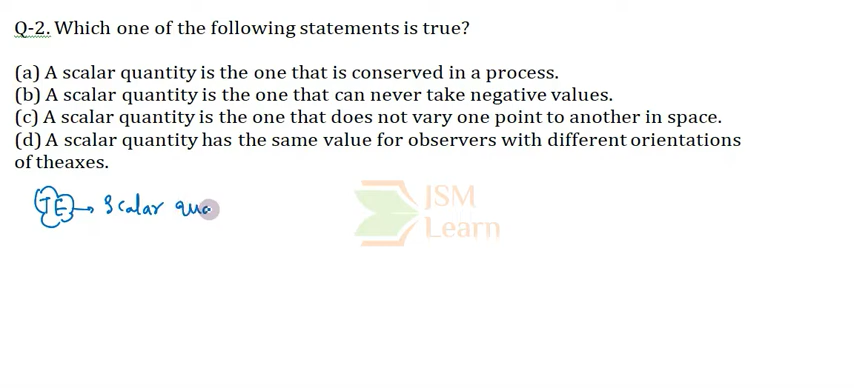 Q-2. Which one of the following statements is true?
(a) A scalar quantity is the one that is conserved in a process.
(b) A scalar quantity is the one that can never take negative values.
(c) A scalar quantity is the one that does not vary one point to another in space.
(d) A scalar quantity has the same value for observers with different orientations
of theaxes.
TE → Scalar qua
JSM
Learn